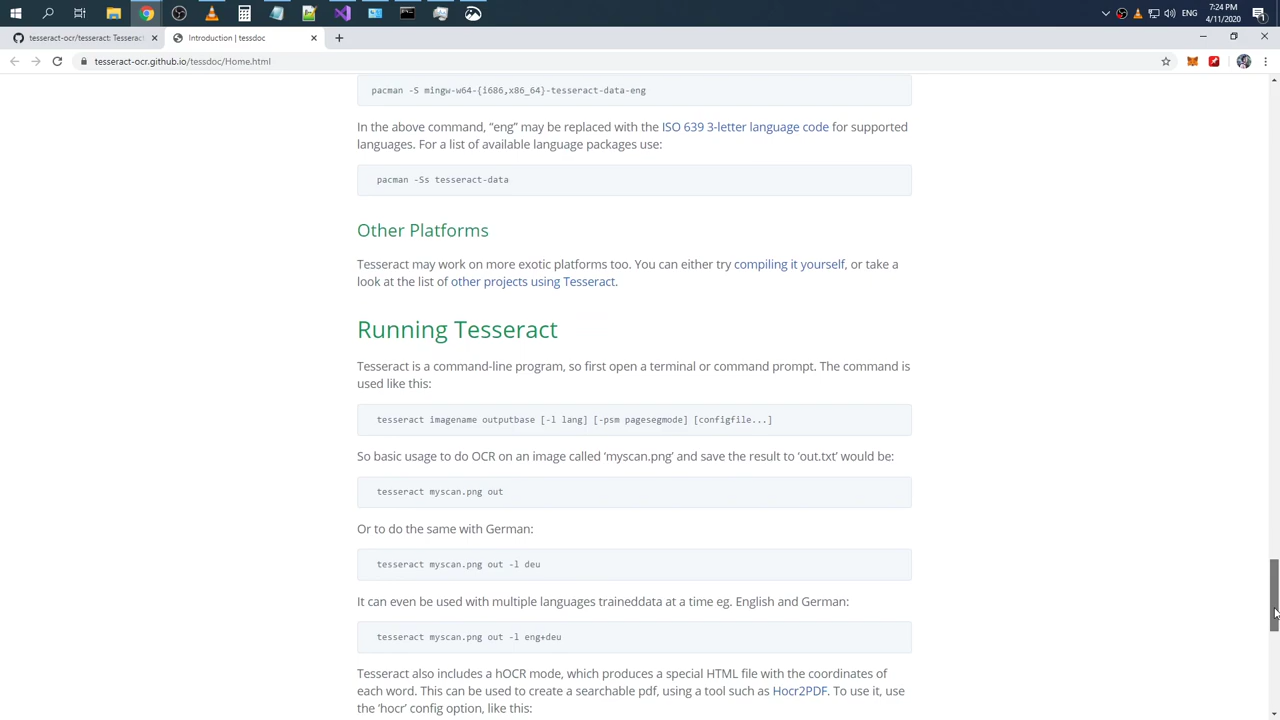 7:24 PM
ENG
4/11/2020
tesseract-ocr/tesseract: Tesserac
Introduction | tessdoc
tesseract-ocr.github.io/tessdoc/Home.html
pacman -S mingw-w64-{i686,x86_64}-tesseract-data-eng
In the above command, “eng” may be replaced with the ISO 639 3-letter language code for supported
languages. For a list of available language packages use:
pacman -Ss tesseract-data
Other Platforms
Tesseract may work on more exotic platforms too. You can either try compiling it yourself, or take a
look at the list of other projects using Tesseract.
Running Tesseract
Tesseract is a command-line program, so first open a terminal or command prompt. The command is
used like this:
tesseract imagename outputbase [-l lang] [-psm pagesegmode] [configfile...]
So basic usage to do OCR on an image called ‘myscan.png’ and save the result to ‘out.txt’ would be:
tesseract myscan.png out
Or to do the same with German:
tesseract myscan.png out -l deu
It can even be used with multiple languages traineddata at a time eg. English and German:
tesseract myscan.png out -l eng+deu
Tesseract also includes a hOCR mode, which produces a special HTML file with the coordinates of
each word. This can be used to create a searchable pdf, using a tool such as Hocr2PDF. To use it, use
the ‘hocr’ config option, like this: